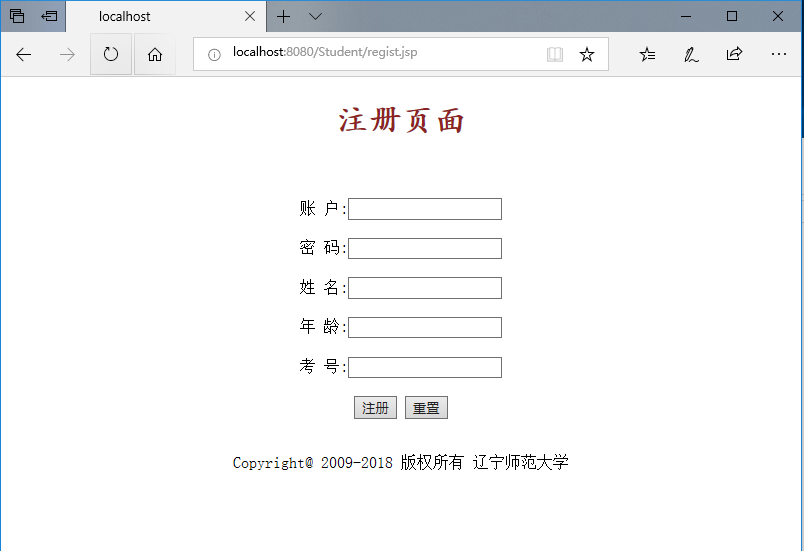 localhost
localhost:8080/Student/regist.jsp
注册页面
账 户:
密 码:
姓 名:
年 龄:
考 号:
注册 重置
Copyright@ 2009-2018 版权所有 辽宁师范大学